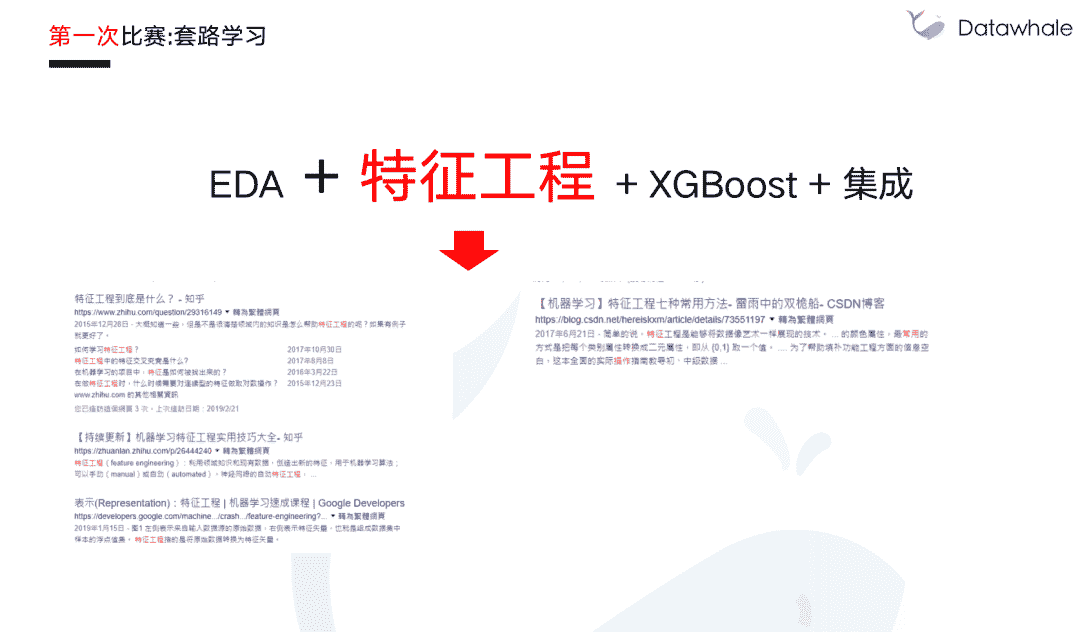 第一次比赛:套路学习
Datawhale
EDA + 特征工程 + XGBoost + 集成
特征工程到底是什么？ - 知乎
https://www.zhihu.com/question/29316149 ▼ 轉為繁體網頁
2015年12月28日 - 大概知道一些，但是不是很清楚领域内的知识是怎么帮助特征工程的呢？如果有例子
我更好了。
如何学习特征工程？ 2017年10月30日
特征工程中的特征交叉究竟是什么？ 2017年8月8日
在机器学习的项目中，特征是如何被找出来的？ 2016年3月22日
在做特征工程时，什么时候需要对连续型的特征做取对数操作？ 2015年12月23日
www.zhihu.com 的其他相關資訊
您已造訪這個網頁 3 次。上次造訪日期：2019/2/21
【持续更新】机器学习特征工程实用技巧大全- 知乎
https://zhuanlan.zhihu.com/p/26444240 ▼ 轉為繁體網頁
特征工程（feature engineering）：利用领域知识和现有数据，创造出新的特征，用于机器学习算法；
可以手动（manual）或自动（automated）。神经网络的自动特征工程， ...
表示(Representation)：特征工程 | 机器学习速成课程 | Google Developers
https://developers.google.com/machine.../crash.../feature-engineering?... ▼ 轉為繁體網頁
2019年1月15日 - 图1 左侧表示来自输入数据源的原始数据，右侧表示特征矢量，也就是组成数据集中
样本的浮点值集。 特征工程指的是将原始数据转换为特征矢量。
【机器学习】特征工程七种常用方法- 雷雨中的双桅船- CSDN博客
https://blog.csdn.net/hereiskxm/article/details/73551197 ▼ 轉為繁體網頁
2017年6月21日 - 简单的说，特征工程是能够将数据像艺术一样展现的技术。 ... 的颜色属性，最常用的
方式是把每个类别属性转换成二元属性，即从 {0,1} 取一个值。 .... 为了帮助填补功能工程方面的信息空
白，这本全面的实际操作指南教导初、中级数据 ...